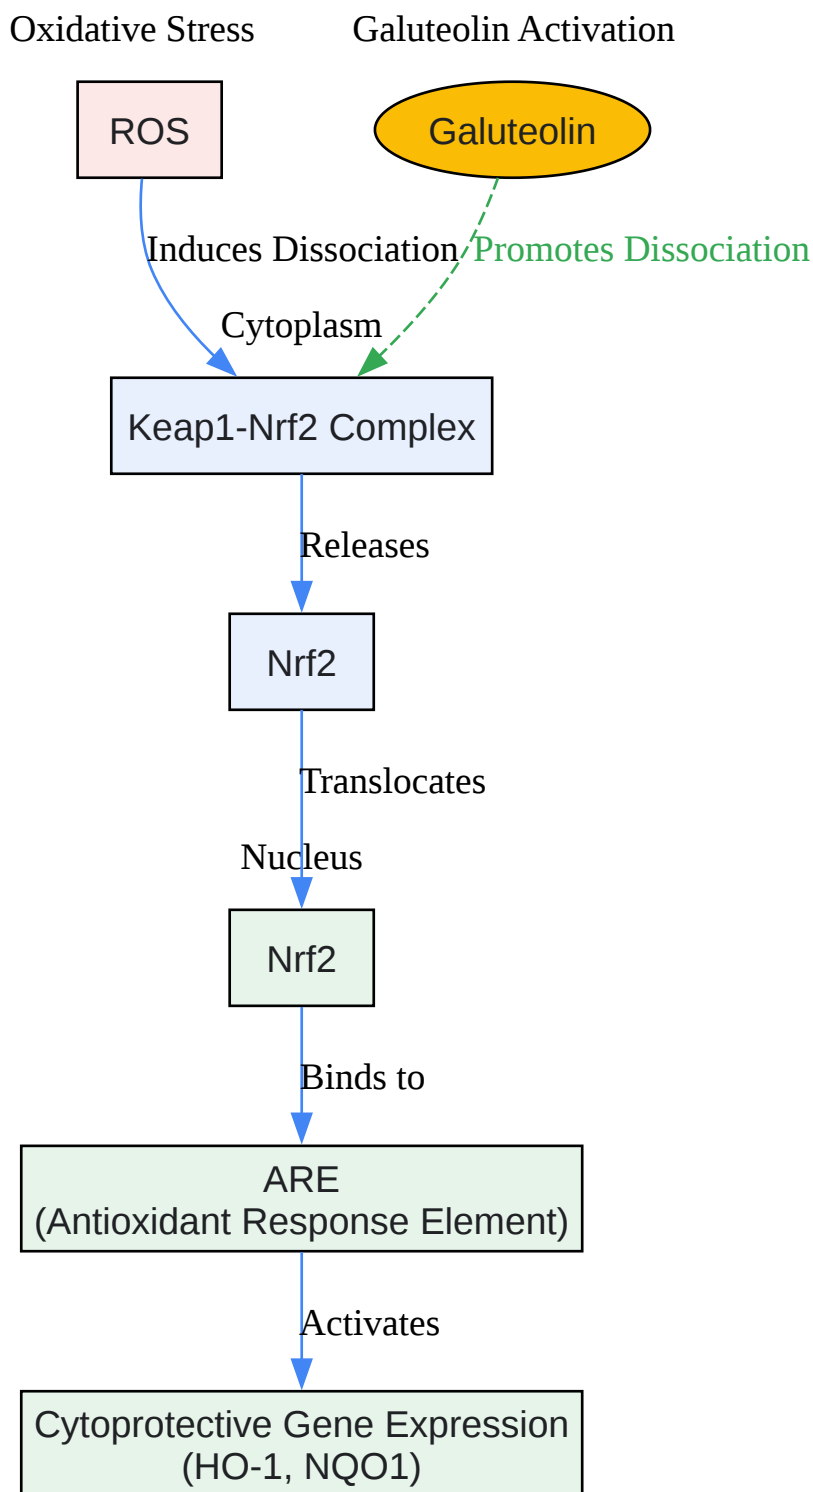 Oxidative Stress
Galuteolin Activation
ROS
Galuteolin
Induces Dissociation
Promotes Dissociation
Cytoplasm
Keap1-Nrf2 Complex
Releases
Nrf2
Translocates
Nucleus
Nrf2
Binds to
ARE
(Antioxidant Response Element)
Activates
Cytoprotective Gene Expression
(HO-1, NQO1)